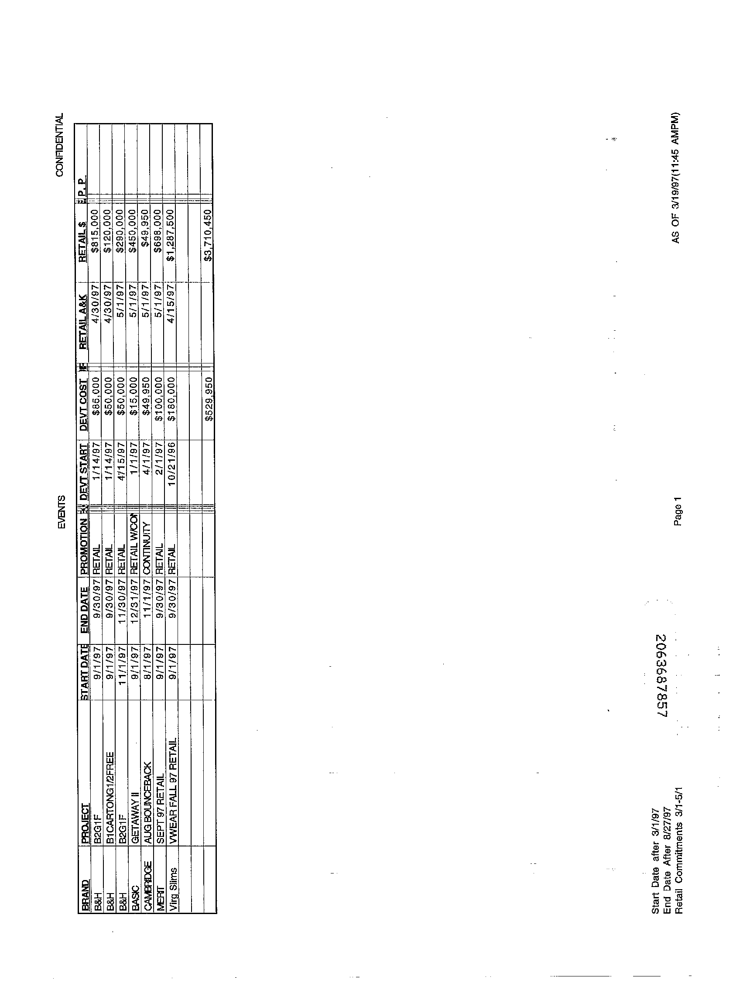 EVENTS CONFIDENTIAL
BRAND PROJECT START DATE END DATE PROMOTION DEVT START DEVT COST RETAIL A&K RETAIL $ E.P.P.
B&H B2G1F 9/1/97 9/30/97 RETAIL 1/14/97 $85,000 4/30/97 $815,000
B&H B1CARTONG1/2FREE 9/1/97 9/30/97 RETAIL 1/14/97 $50,000 4/30/97 $120,000
B&H B2G1F 11/1/97 11/30/97 RETAIL 4/15/97 $50,000 5/1/97 $290,000
BASIC GETAWAY II 9/1/97 12/31/97 RETAIL W/CON 1/1/97 $15,000 5/1/97 $450,000
CAMBRIDGE AUG BOUNCEBACK 8/1/97 11/1/97 CONTINUITY 4/1/97 $49,950 5/1/97 $49,950
MERIT SEPT 97 RETAIL 9/1/97 9/30/97 RETAIL 2/1/97 $100,000 5/1/97 $698,000
Virg Slims VWEAR FALL 97 RETAIL 9/1/97 9/30/97 RETAIL 10/21/96 $180,000 4/15/97 $1,287,500
$529,950 $3,710,450
Start Date after 3/1/97
End Date After 8/27/97
Retail Commitments 3/1-5/1
2063687857
Page 1
AS OF 3/19/97(11:45 AMPM)